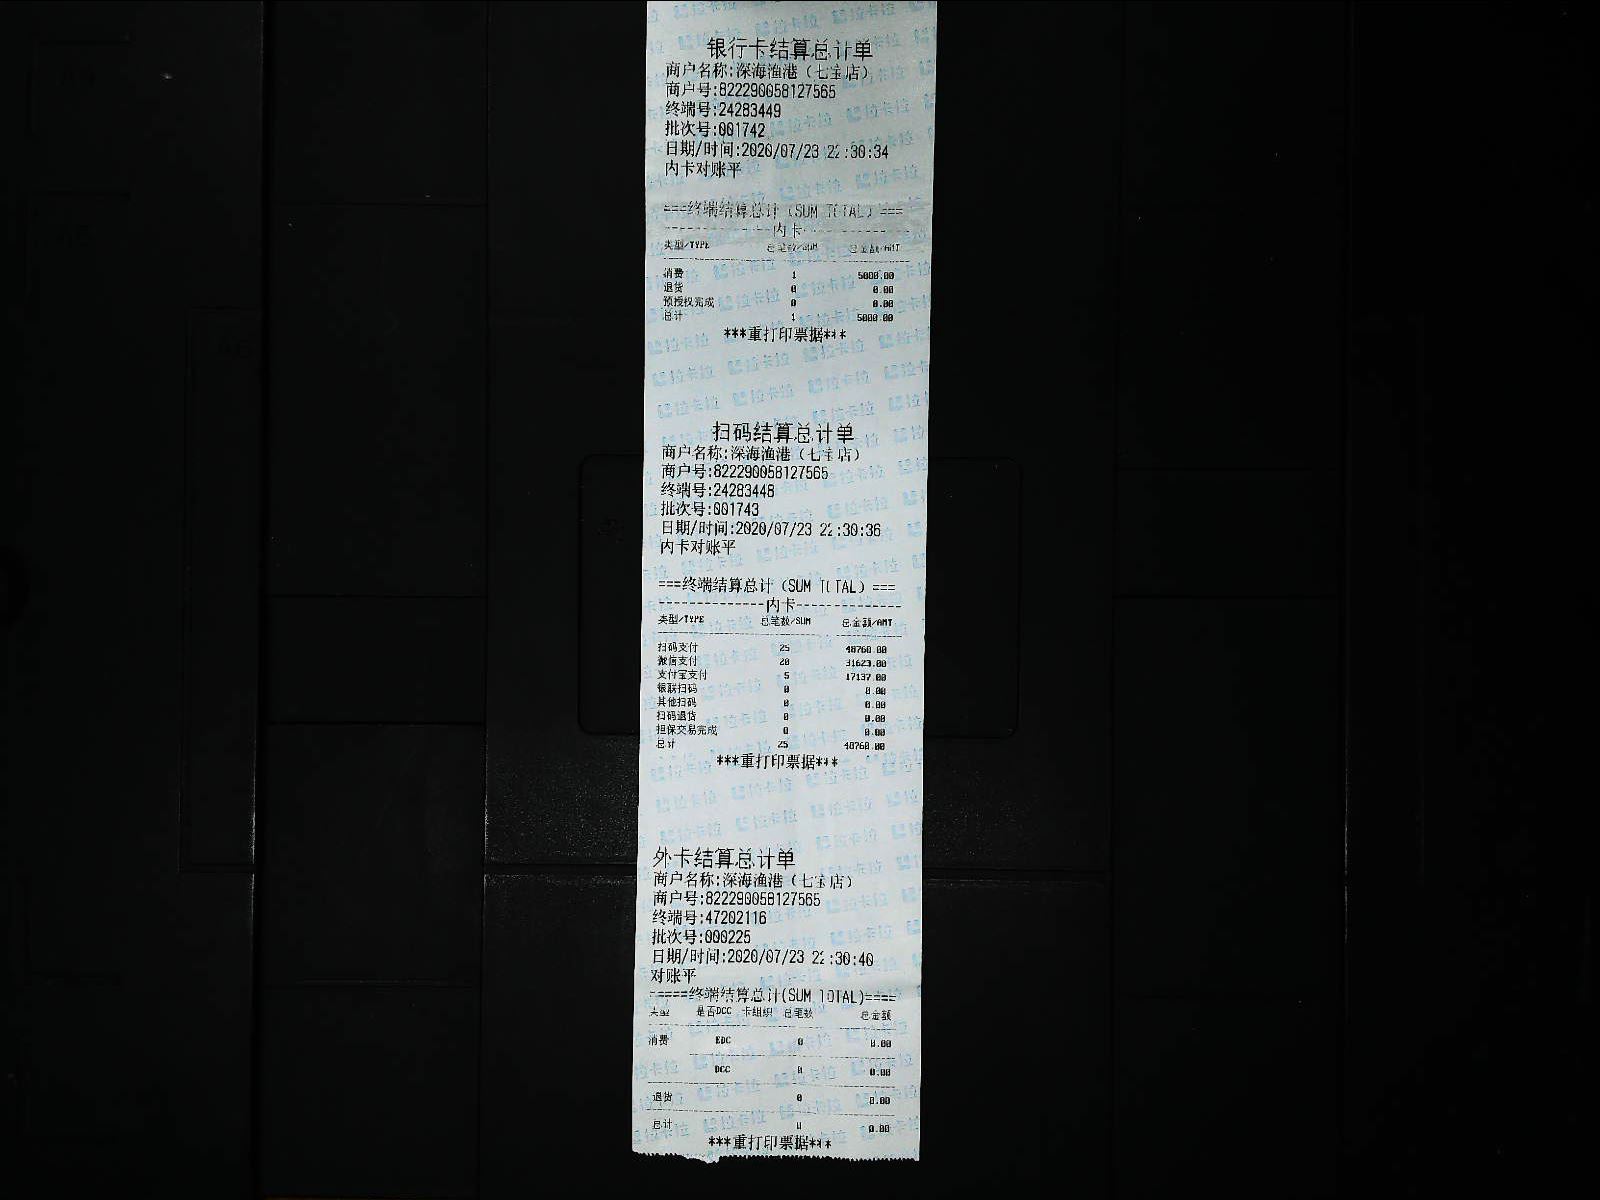 银行卡结算总计单
商户名称:深海渔港（七宝店）
商户号:822290058127565
终端号:24283449
批次号:001742
日期/时间:2020/07/23 22:30:34
内卡对账平
===终端结算总计（SUM TOTAL）===
--------------内卡--------------
类型/TYPE 总笔数/SUM 总金额/AMT
消费 1 5000.00
退货 0 0.00
预授权完成 0 0.00
总计 1 5000.00
***重打印票据***
扫码结算总计单
商户名称:深海渔港（七宝店）
商户号:822290058127565
终端号:24283448
批次号:001743
日期/时间:2020/07/23 22:30:36
内卡对账平
===终端结算总计（SUM TOTAL）===
--------------内卡--------------
类型/TYPE 总笔数/SUM 总金额/AMT
扫码支付 25 48760.00
微信支付 20 31623.00
支付宝支付 5 17137.00
银联扫码 0 0.00
其他扫码 0 0.00
扫码退货 0 0.00
担保交易完成 0 0.00
总计 25 48760.00
***重打印票据***
外卡结算总计单
商户名称:深海渔港（七宝店）
商户号:822290058127565
终端号:47202116
批次号:000225
日期/时间:2020/07/23 22:30:40
对账平
=====终端结算总计(SUM TOTAL)====
类型 是否DCC 卡组织 总笔数 总金额
消费 EDC 0 0.00
DCC 0 0.00
退货 0 0.00
总计 0 0.00
***重打印票据***